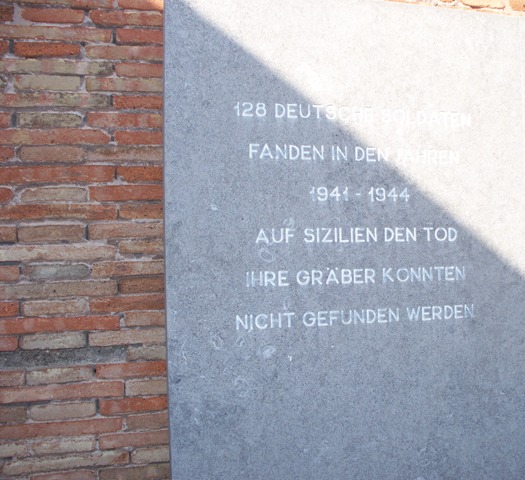 128 DEUTSCHE SOLDATEN
FANDEN IN DEN JAHREN
1941 - 1944
AUF SIZILIEN DEN TOD
IHRE GRÄBER KONNTEN
NICHT GEFUNDEN WERDEN